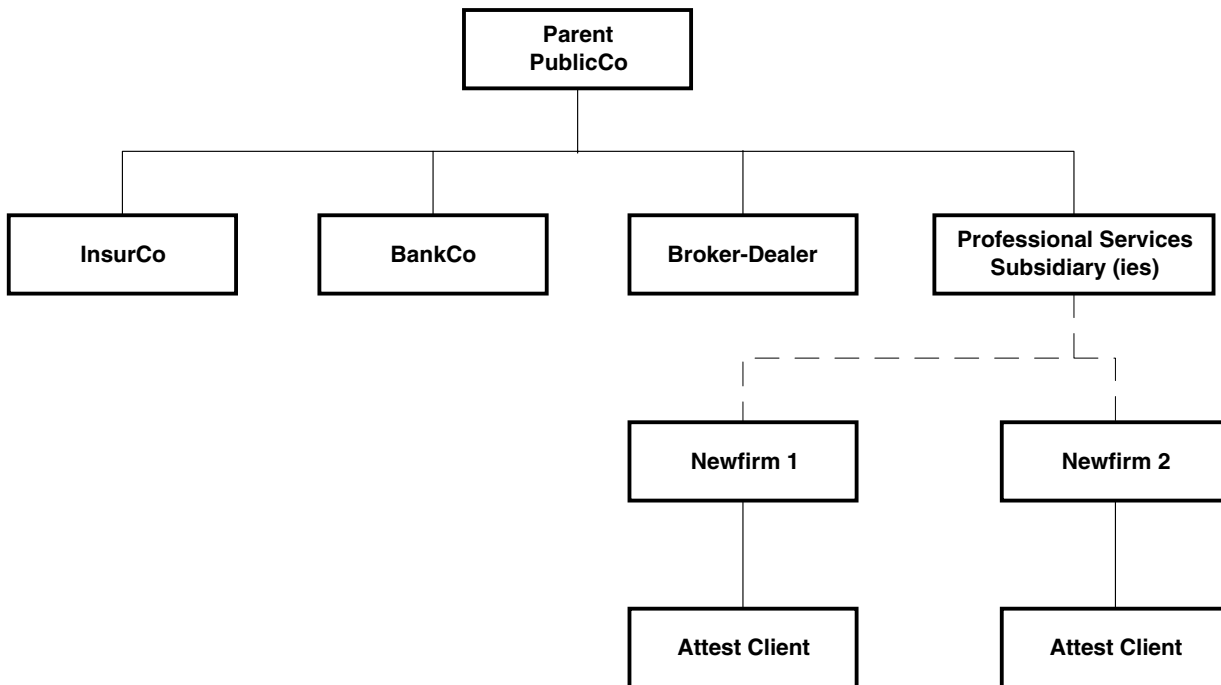 Parent
PublicCo
InsurCo
BankCo
Broker-Dealer
Professional Services
Subsidiary (ies)
Newfirm 1
Newfirm 2
Attest Client
Attest Client